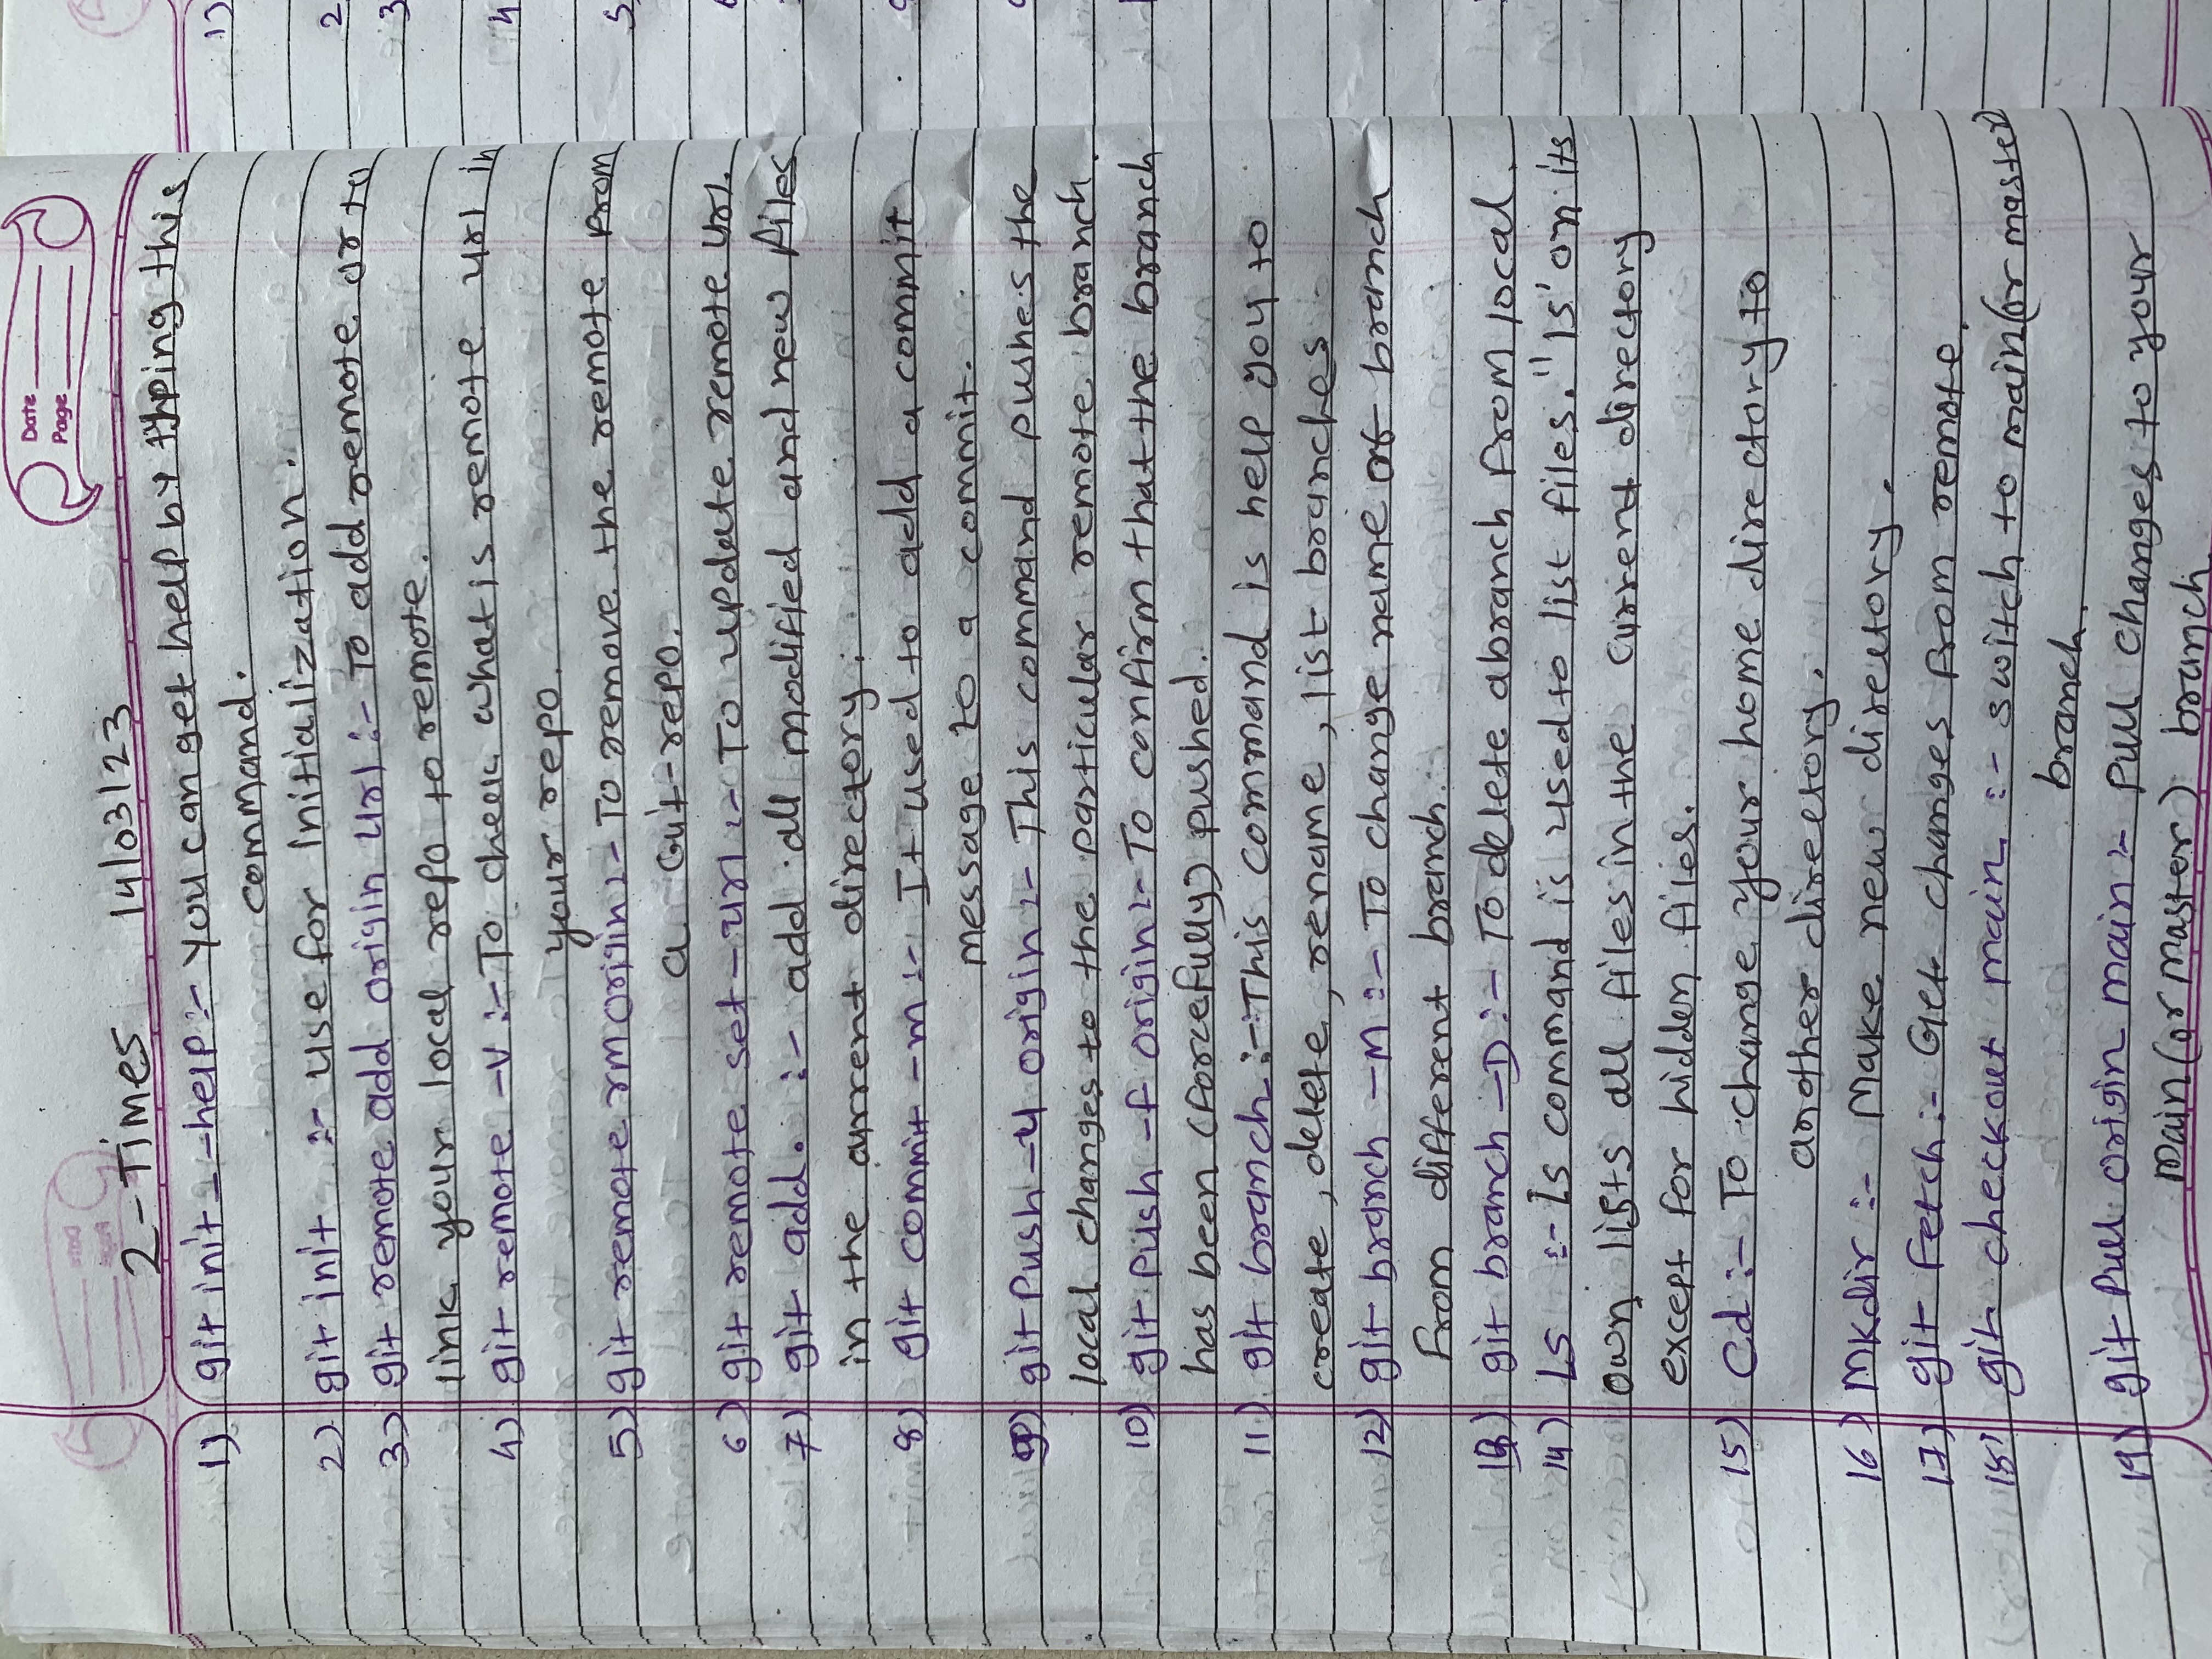 Date
Page
2-Times 14/03/23
1) git init --help :- You can get help by typing this
command.
2) git init :- use for Initialization.
3) git remote add origin url :- To add remote or to
link your local repo to remote.
4) git remote -v :- To check what is remote url in
your repo.
5) git remote rm origin :- To remove the remote from
a Git-repo.
6) git remote set-url :- To update remote url.
7) git add. :- add all modified and new files
in the current directory.
8) git commit -m :- It used to add a commit
message to a commit.
9) git Push -u origin :- This command pushes the
local changes to the particular remote branch.
10) git Push -f origin :- To confirm that the branch
has been (forcefully) pushed.
11) git branch :- This command is help you to
create, delete, rename, list branches
12) git branch -M :- To change name of branch
from different branch.
13) git branch -D :- To delete a branch from local.
14) Ls :- Ls command is used to list files. "ls' on its
own lists all files in the current directory
except for hidden files.
15) Cd :- To change your home directory to
another directory.
16) Mkdir :- Make new directory.
17) git Fetch :- Get changes from remote.
18) git checkout main :- switch to main (or master)
branch.
19) git Pull origin main :- Pull changes to your
main (or master) branch.
1)
2
3
4
5